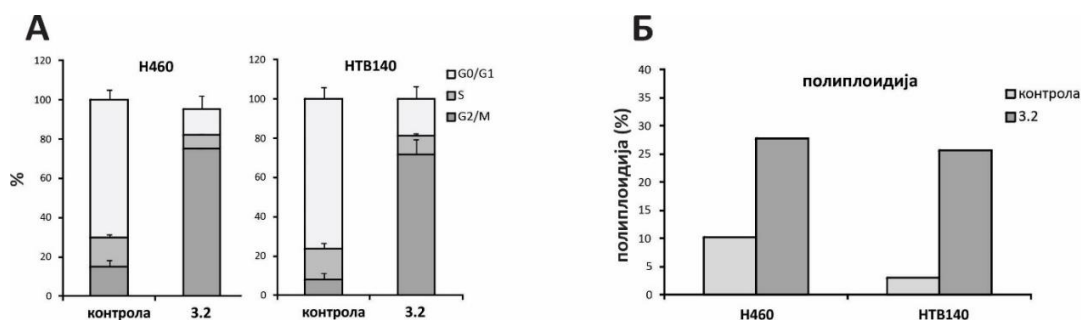 А
H460
HTB140
%
120
100
80
60
40
20
0
контрола
3.2
120
100
80
60
40
20
0
контрола
3.2
G0/G1
S
G2/M
Б
полиплоидија
полиплоидија (%)
40
35
30
25
20
15
10
5
0
H460
HTB140
контрола
3.2